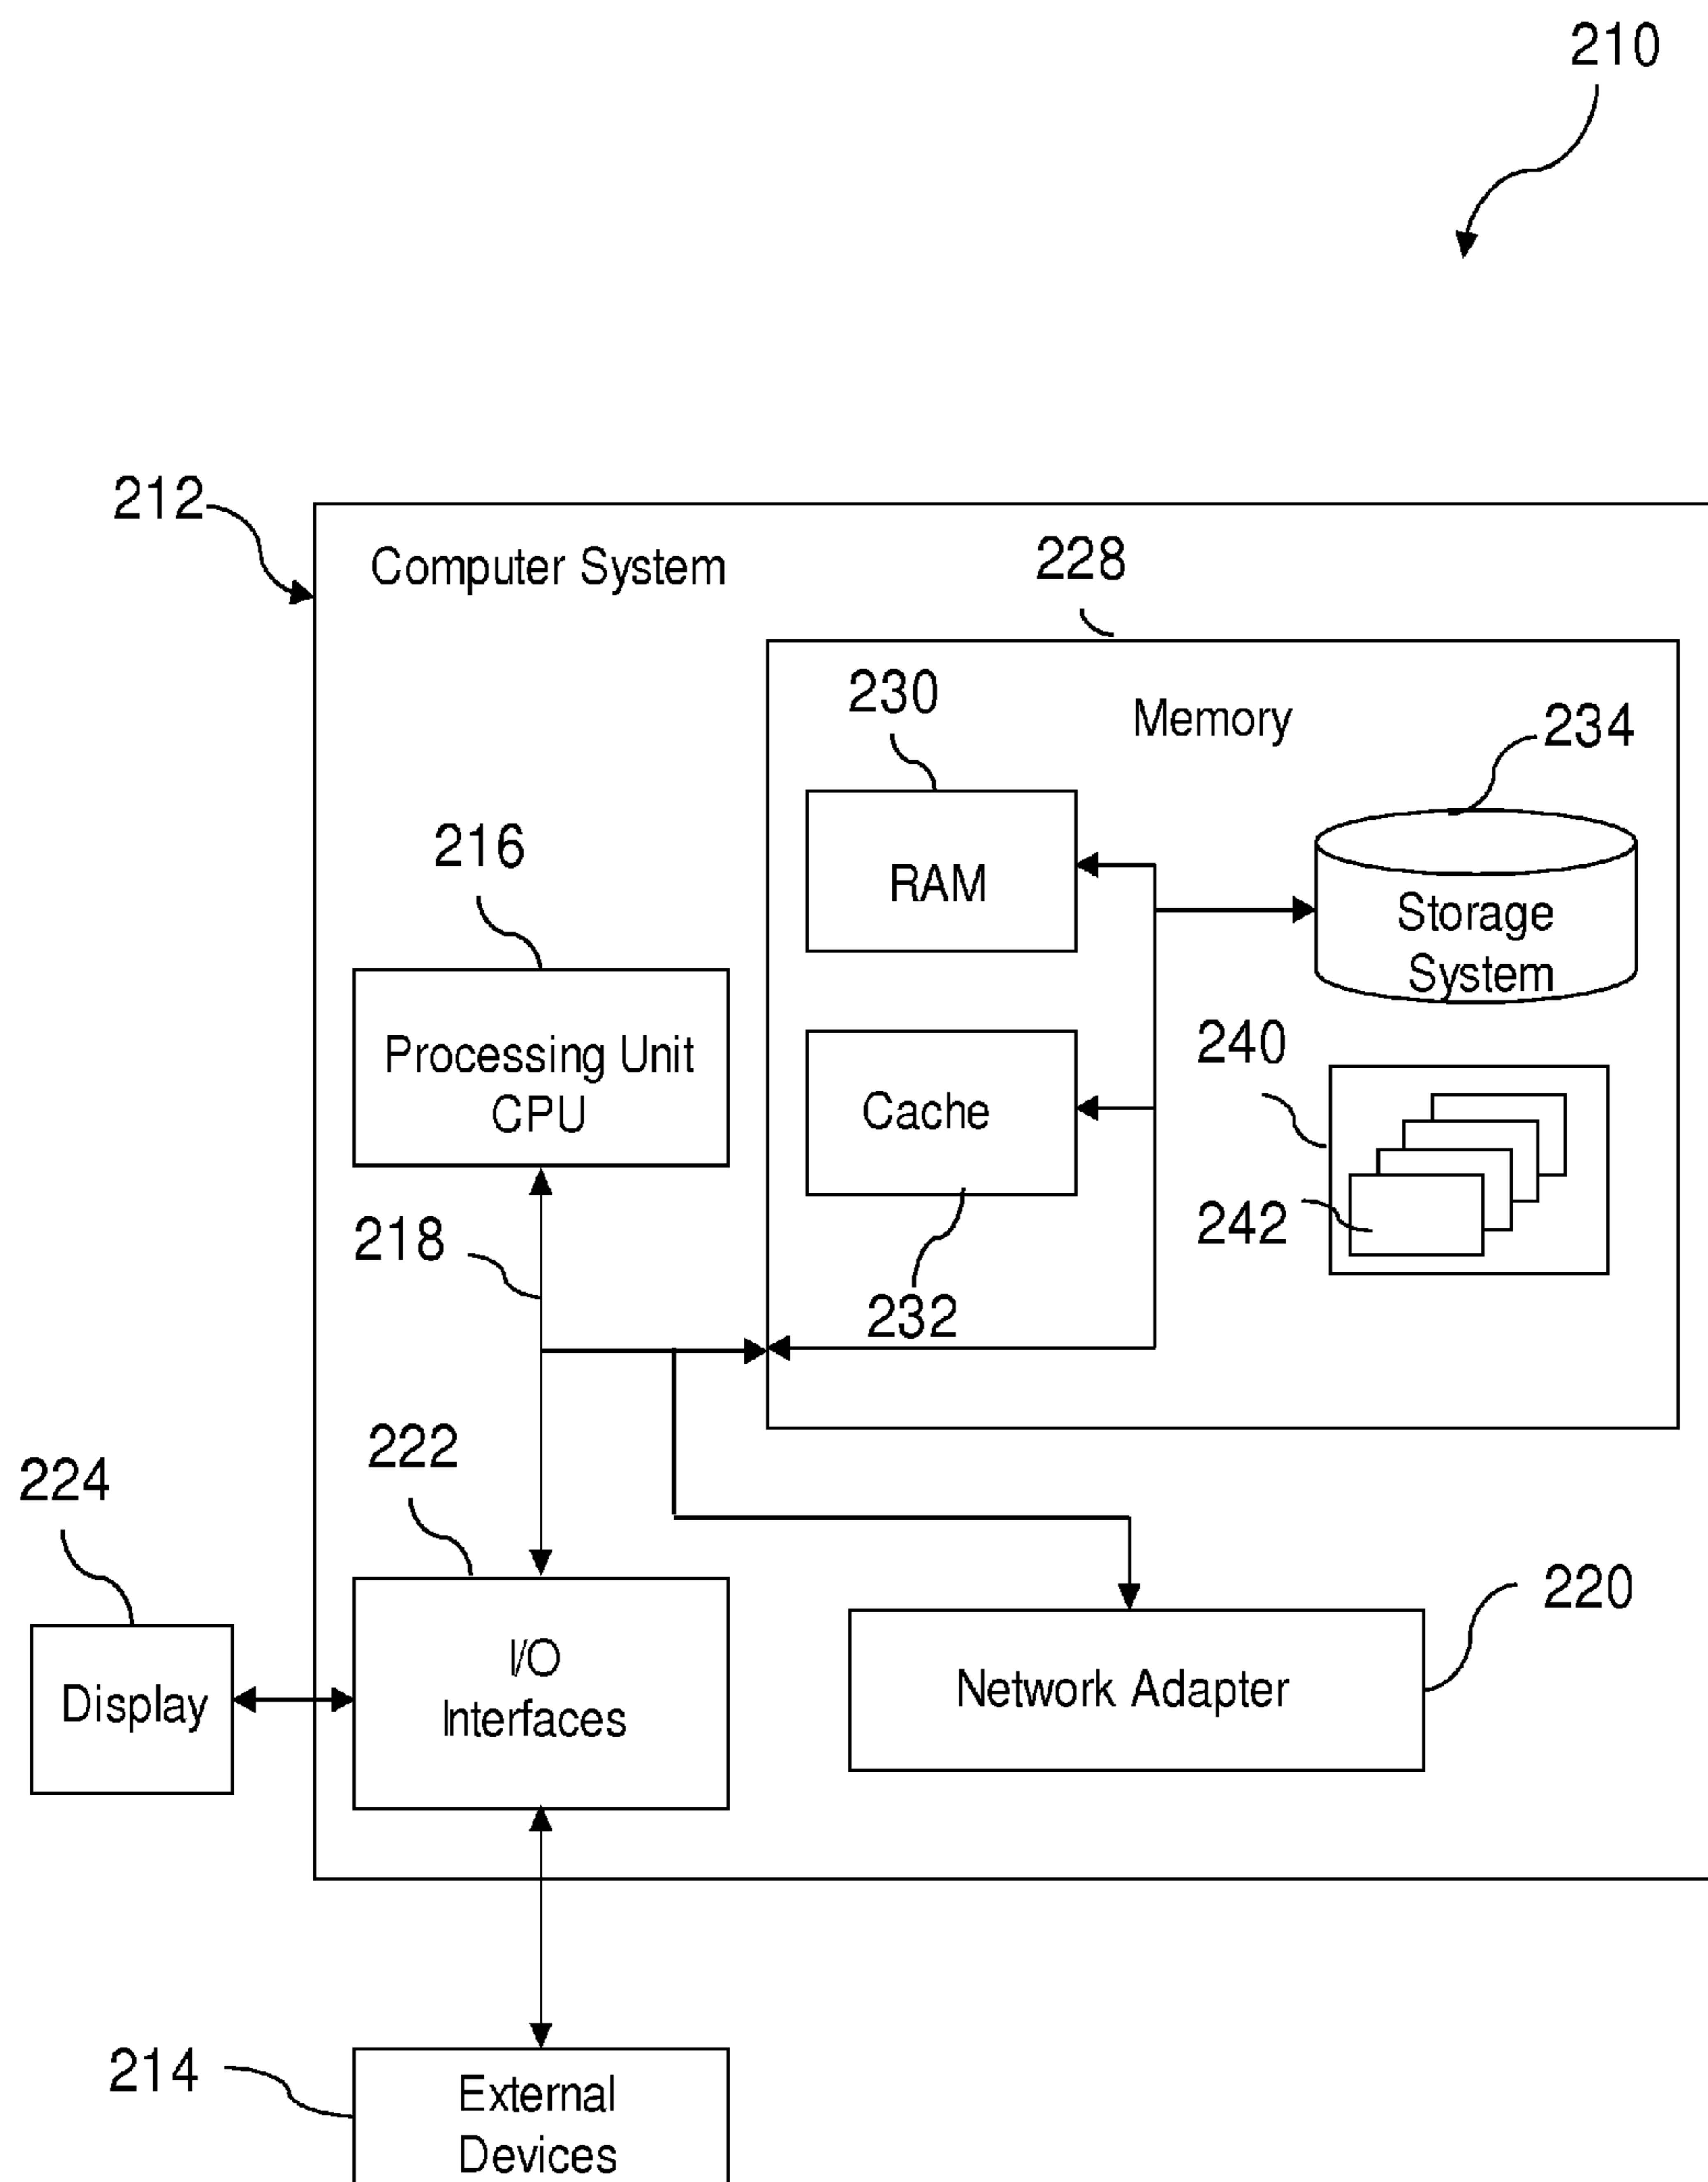 210
212
Computer System
228
230
Memory
234
216
RAM
Storage
System
Processing Unit
CPU
240
Cache
242
218
232
222
224
220
I/O
Interfaces
Display
Network Adapter
214
External
Devices